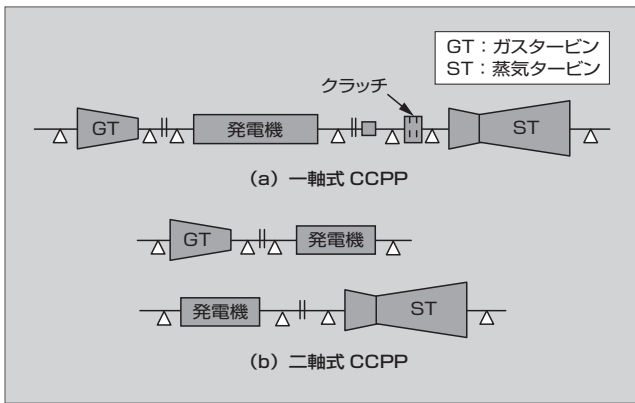 GT：ガスタービン
ST：蒸気タービン
クラッチ
GT
発電機
ST
(a) 一軸式 CCPP
GT
発電機
発電機
ST
(b) 二軸式 CCPP